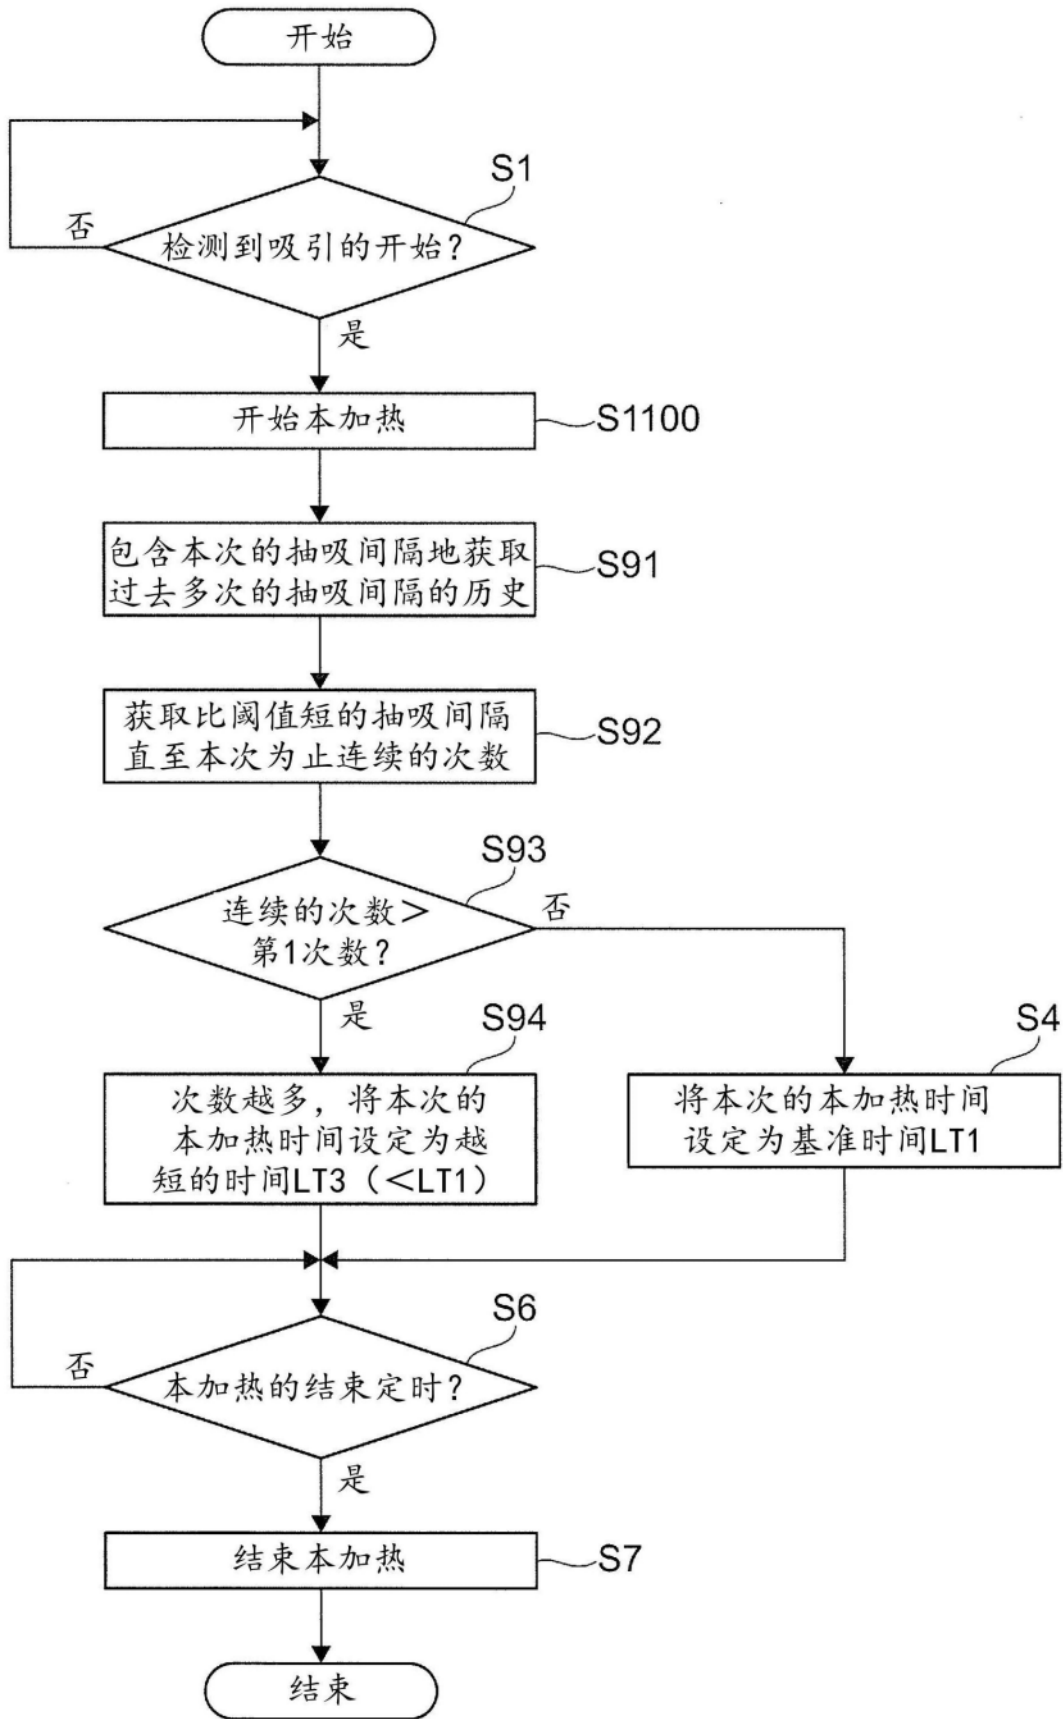 开始
S1
否
检测到吸引的开始？
是
开始本加热
S1100
包含本次的抽吸间隔地获取
过去多次的抽吸间隔的历史
S91
获取比阈值短的抽吸间隔
直至本次为止连续的次数
S92
S93
连续的次数＞
第1次数？
否
是
S94
次数越多，将本次的
本加热时间设定为越
短的时间LT3（＜LT1）
S4
将本次的本加热时间
设定为基准时间LT1
S6
否
本加热的结束定时？
是
结束本加热
S7
结束